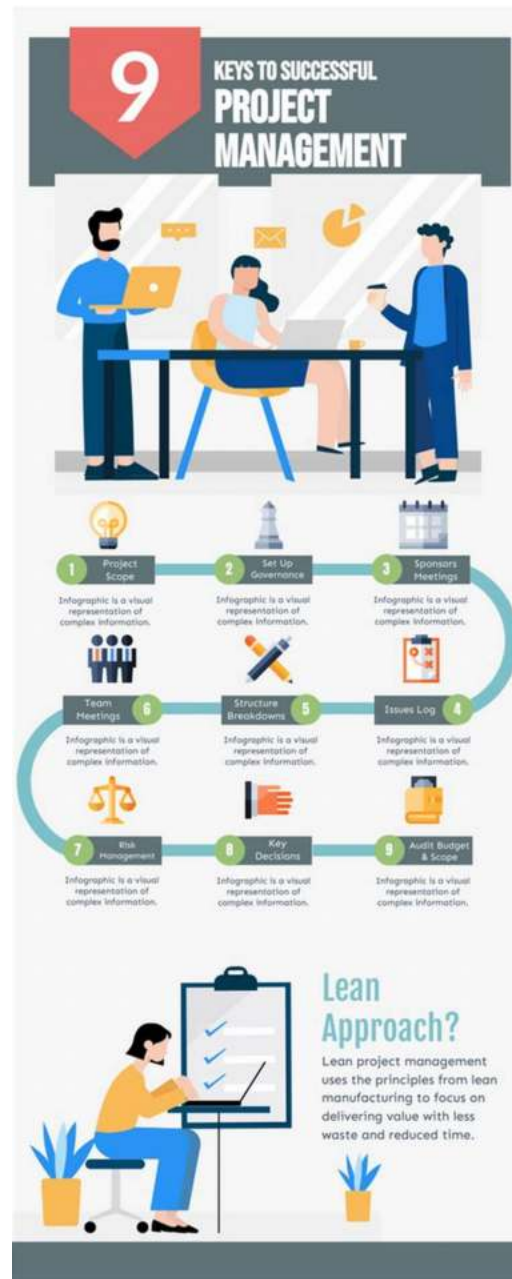 9
KEYS TO SUCCESSFUL
PROJECT
MANAGEMENT
1
Project
Scope
Infographic is a visual
representation of
complex information.
2
Set Up
Governance
Infographic is a visual
representation of
complex information.
3
Sponsors
Meetings
Infographic is a visual
representation of
complex information.
4
Issues Log
Infographic is a visual
representation of
complex information.
5
Structure
Breakdowns
Infographic is a visual
representation of
complex information.
6
Team
Meetings
Infographic is a visual
representation of
complex information.
7
Risk
Management
Infographic is a visual
representation of
complex information.
8
Key
Decisions
Infographic is a visual
representation of
complex information.
9
Audit Budget
& Scope
Infographic is a visual
representation of
complex information.
Lean
Approach?
Lean project management
uses the principles from lean
manufacturing to focus on
delivering value with less
waste and reduced time.